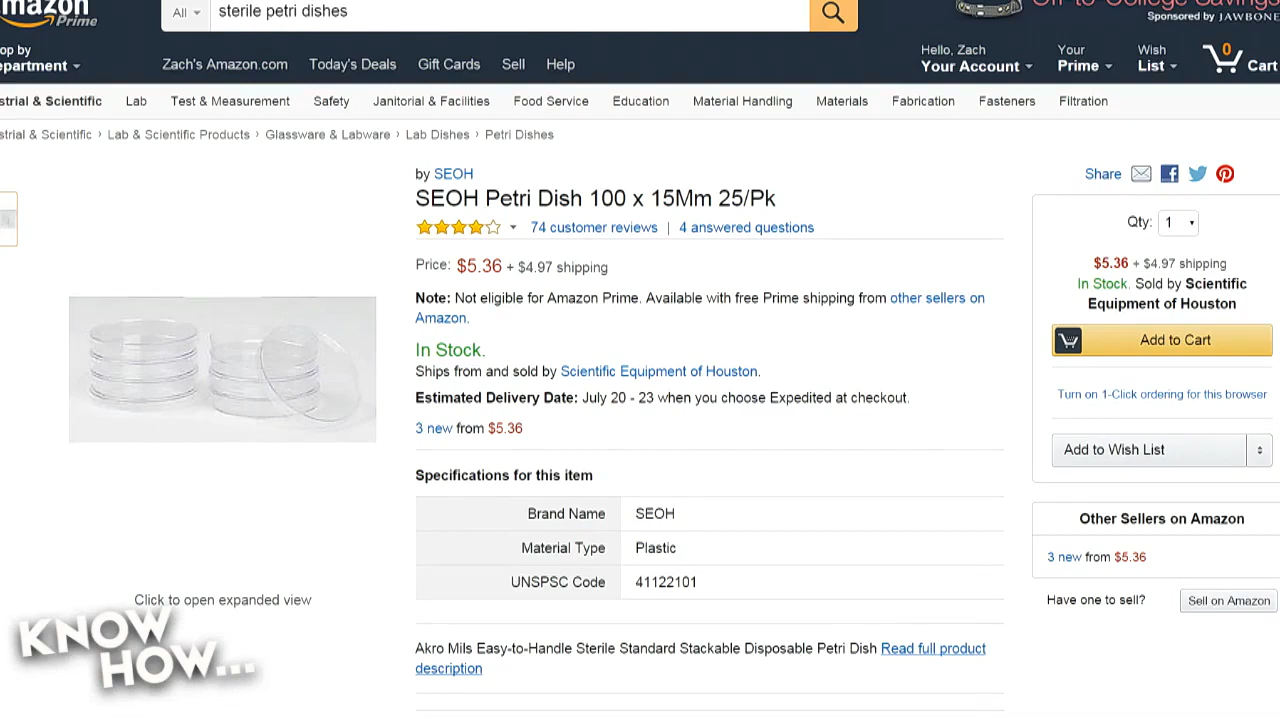 mazon
Prime
All
sterile petri dishes
Off-to-College Savings
Sponsored by JAWBONE
op by
epartment
Zach's Amazon.com Today's Deals Gift Cards Sell Help
Hello, Zach
Your Account
Your
Prime
Wish
List
0
Cart
strial & Scientific Lab Test & Measurement Safety Janitorial & Facilities Food Service Education Material Handling Materials Fabrication Fasteners Filtration
strial & Scientific › Lab & Scientific Products › Glassware & Labware › Lab Dishes › Petri Dishes
by SEOH
SEOH Petri Dish 100 x 15Mm 25/Pk
74 customer reviews | 4 answered questions
Price: $5.36 + $4.97 shipping
Note: Not eligible for Amazon Prime. Available with free Prime shipping from other sellers on
Amazon.
In Stock.
Ships from and sold by Scientific Equipment of Houston.
Estimated Delivery Date: July 20 - 23 when you choose Expedited at checkout.
3 new from $5.36
Specifications for this item
Brand Name SEOH
Material Type Plastic
UNSPSC Code 41122101
Akro Mils Easy-to-Handle Sterile Standard Stackable Disposable Petri Dish Read full product
description
Click to open expanded view
Share
Qty: 1
$5.36 + $4.97 shipping
In Stock. Sold by Scientific
Equipment of Houston
Add to Cart
Turn on 1-Click ordering for this browser
Add to Wish List
Other Sellers on Amazon
3 new from $5.36
Have one to sell? Sell on Amazon
KNOW
HOW...